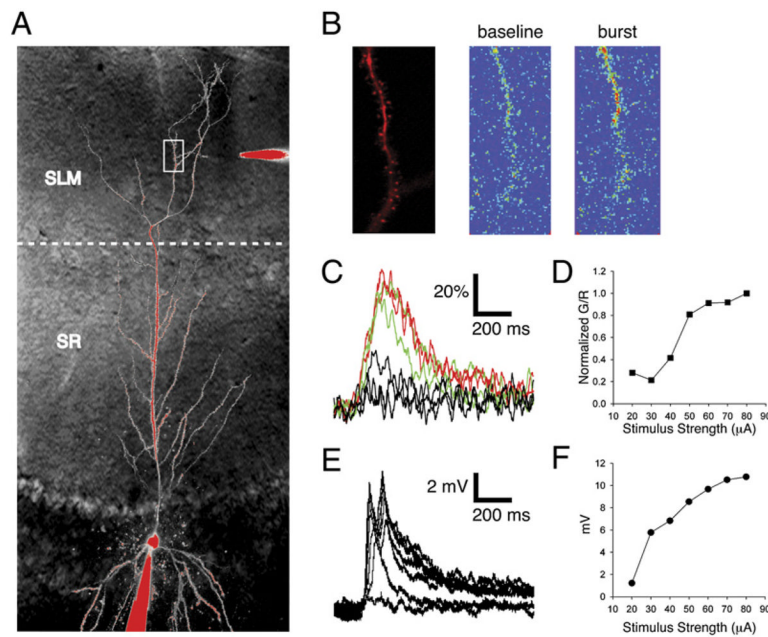 A
SLM
SR
B
baseline
burst
C
20%
200 ms
D
Normalized G/R
1.2
1.0
0.8
0.6
0.4
0.2
0.0
10 20 30 40 50 60 70 80 90
Stimulus Strength (μA)
E
2 mV
200 ms
F
mV
12
10
8
6
4
2
0
10 20 30 40 50 60 70 80 90
Stimulus Strength (μA)